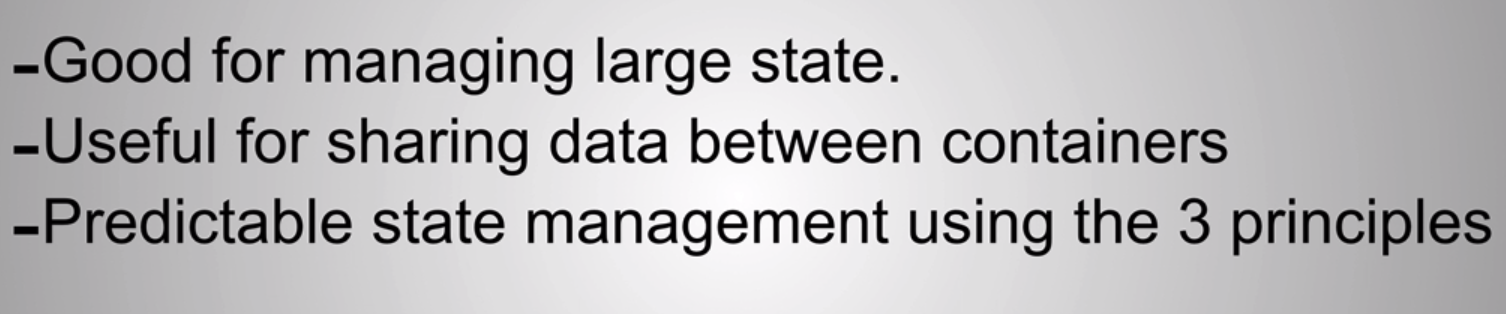 -Good for managing large state.
-Useful for sharing data between containers
-Predictable state management using the 3 principles